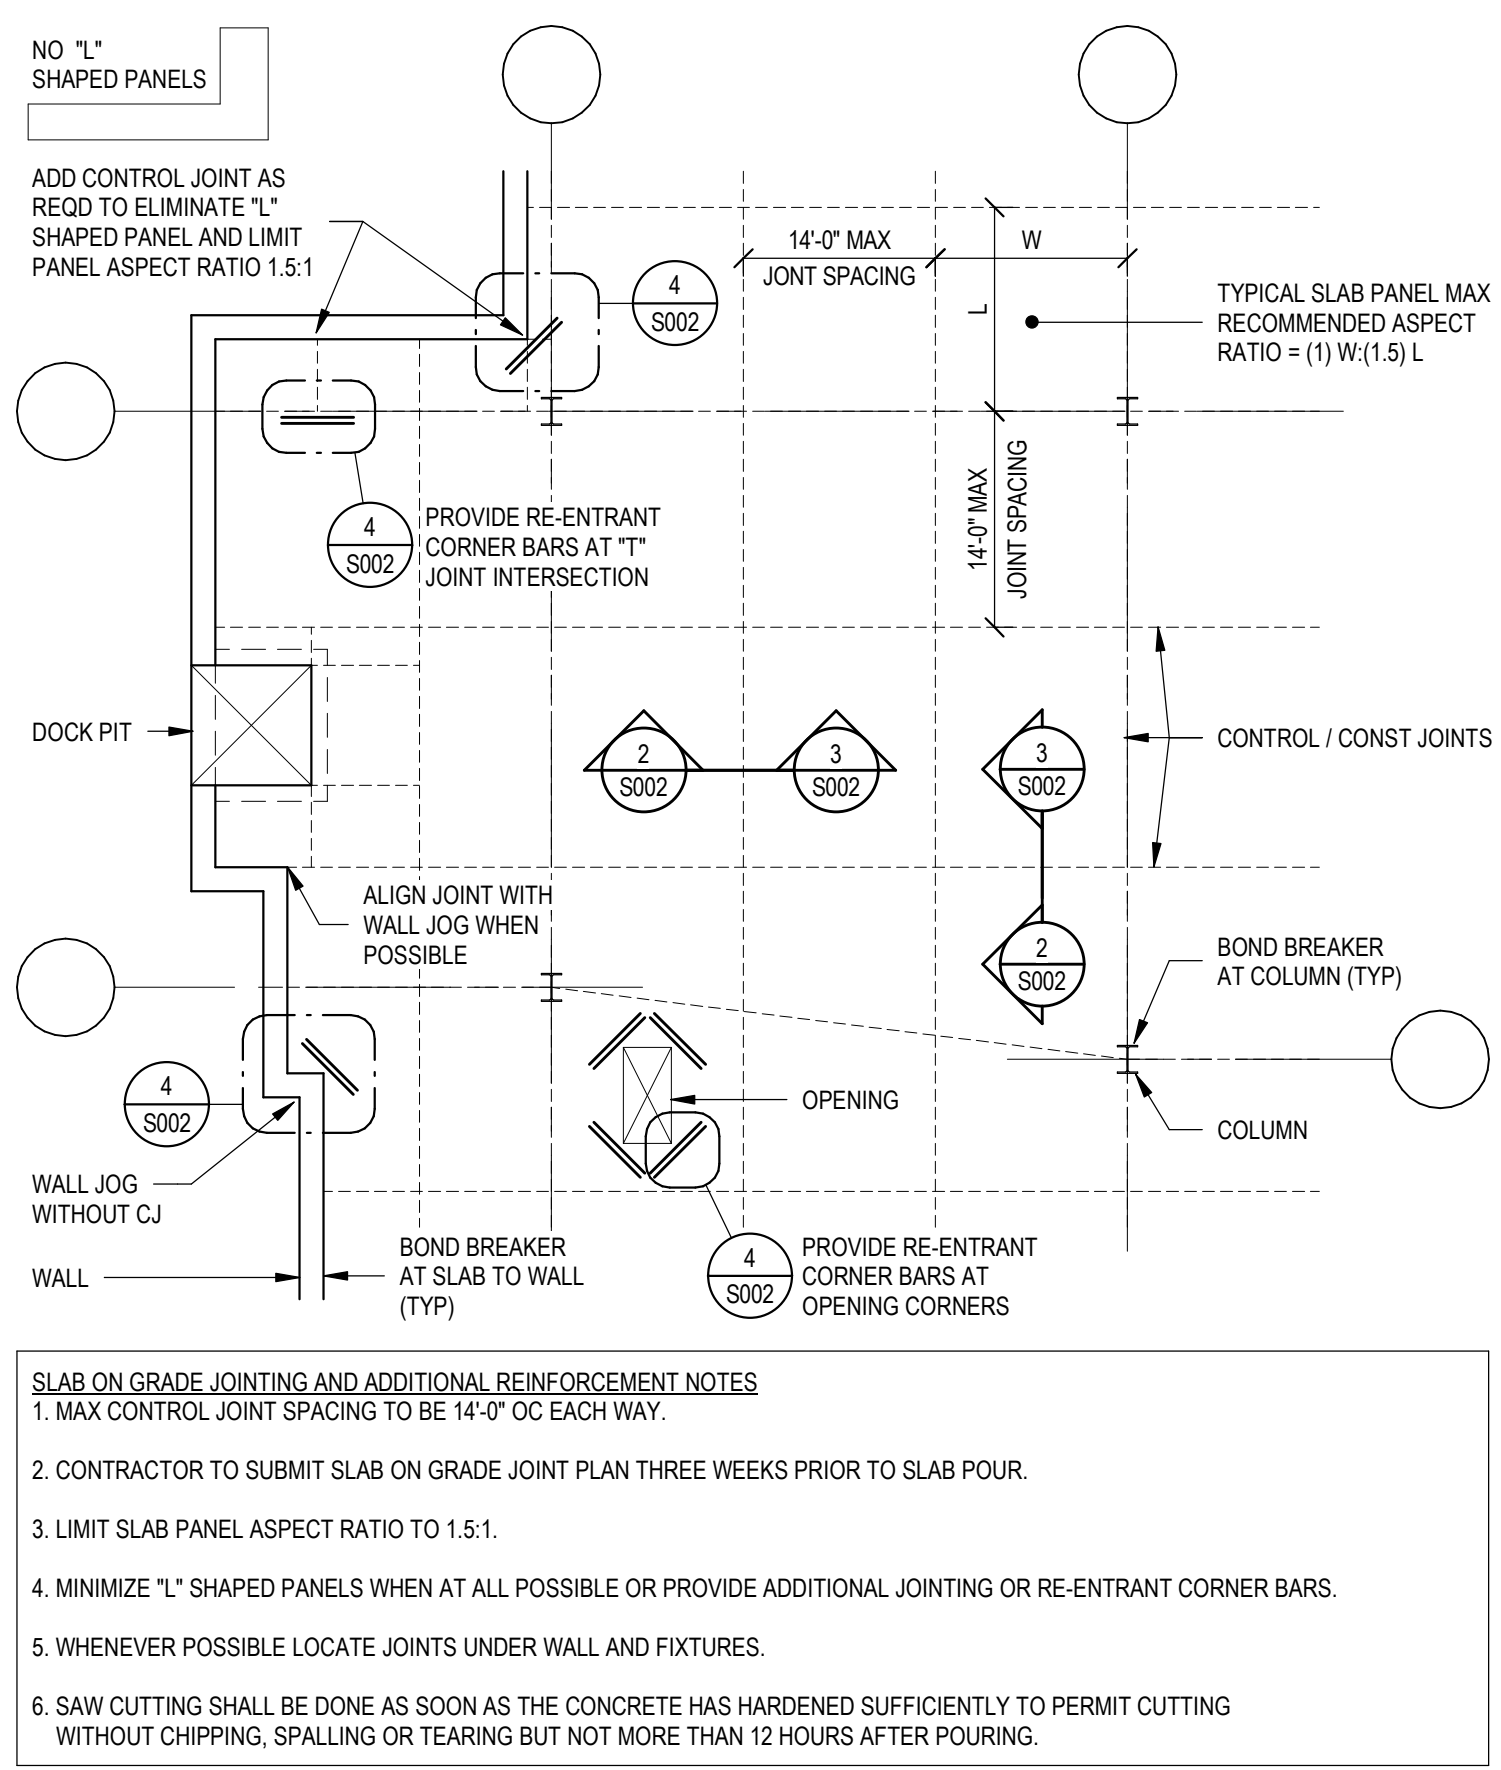 NO "L"
SHAPED PANELS
ADD CONTROL JOINT AS
REQD TO ELIMINATE "L"
SHAPED PANEL AND LIMIT
PANEL ASPECT RATIO 1.5:1
4
S002
14'-0" MAX
JONT SPACING
W
L
TYPICAL SLAB PANEL MAX
RECOMMENDED ASPECT
RATIO = (1) W:(1.5) L
4
S002
PROVIDE RE-ENTRANT
CORNER BARS AT "T"
JOINT INTERSECTION
14'-0" MAX
JOINT SPACING
DOCK PIT
2
S002
3
S002
3
S002
CONTROL / CONST JOINTS
ALIGN JOINT WITH
WALL JOG WHEN
POSSIBLE
2
S002
BOND BREAKER
AT COLUMN (TYP)
4
S002
OPENING
COLUMN
WALL JOG
WITHOUT CJ
WALL
BOND BREAKER
AT SLAB TO WALL
(TYP)
4
S002
PROVIDE RE-ENTRANT
CORNER BARS AT
OPENING CORNERS
SLAB ON GRADE JOINTING AND ADDITIONAL REINFORCEMENT NOTES
1. MAX CONTROL JOINT SPACING TO BE 14'-0" OC EACH WAY.
2. CONTRACTOR TO SUBMIT SLAB ON GRADE JOINT PLAN THREE WEEKS PRIOR TO SLAB POUR.
3. LIMIT SLAB PANEL ASPECT RATIO TO 1.5:1.
4. MINIMIZE "L" SHAPED PANELS WHEN AT ALL POSSIBLE OR PROVIDE ADDITIONAL JOINTING OR RE-ENTRANT CORNER BARS.
5. WHENEVER POSSIBLE LOCATE JOINTS UNDER WALL AND FIXTURES.
6. SAW CUTTING SHALL BE DONE AS SOON AS THE CONCRETE HAS HARDENED SUFFICIENTLY TO PERMIT CUTTING
WITHOUT CHIPPING, SPALLING OR TEARING BUT NOT MORE THAN 12 HOURS AFTER POURING.